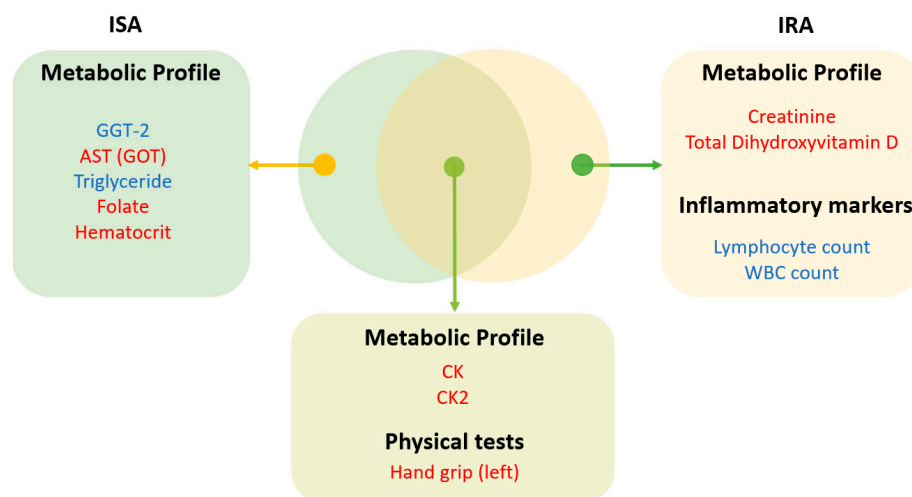 ISA
Metabolic Profile
GGT-2
AST (GOT)
Triglyceride
Folate
Hematocrit
IRA
Metabolic Profile
Creatinine
Total Dihydroxyvitamin D
Inflammatory markers
Lymphocyte count
WBC count
Metabolic Profile
CK
CK2
Physical tests
Hand grip (left)